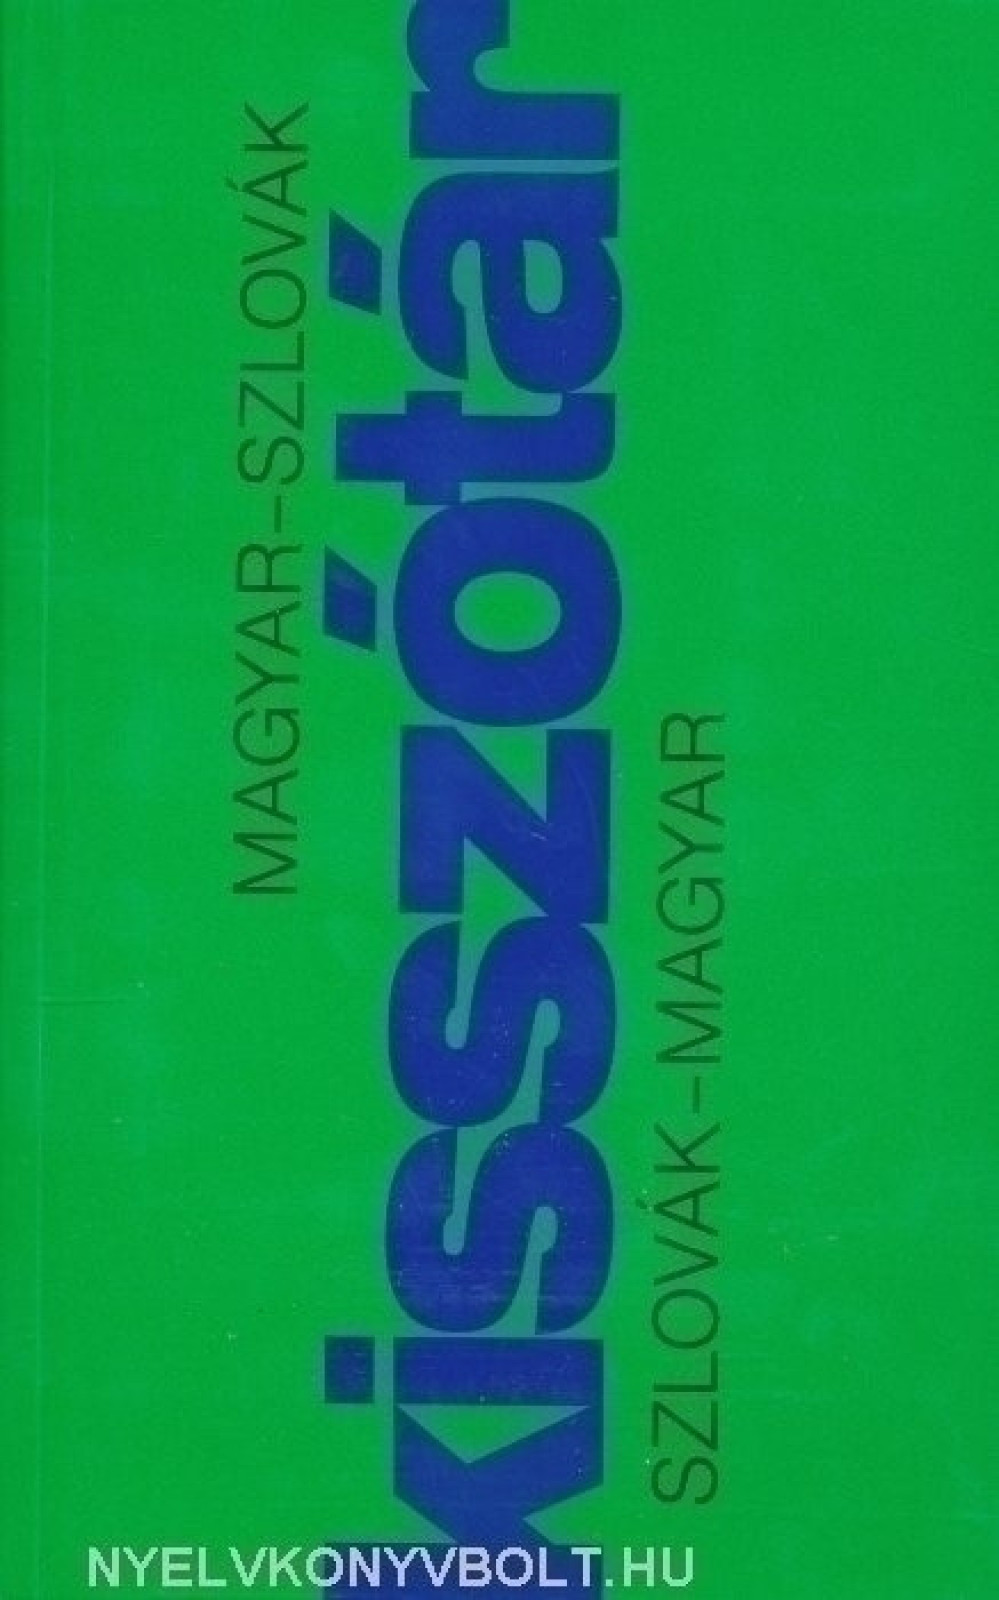 MAGYAR–SZLOVÁK
kisszótár
SZLOVÁK–MAGYAR
NYELVKONYVBOLT.HU